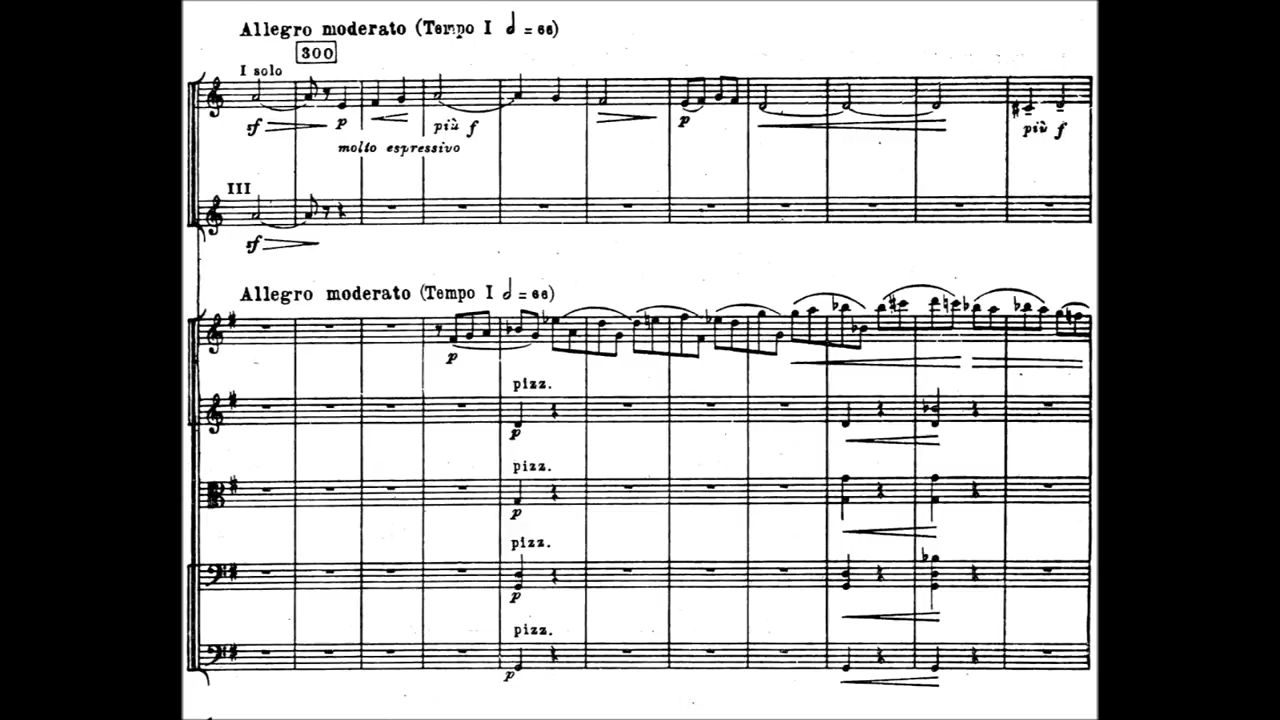 Allegro moderato (Tempo I 𝅗𝅥 = 66)
300
I solo
sf p più f p più f
molto espressivo
III
sf
Allegro moderato (Tempo I 𝅗𝅥 = 66)
p
pizz.
p
pizz.
p
pizz.
p
pizz.
p